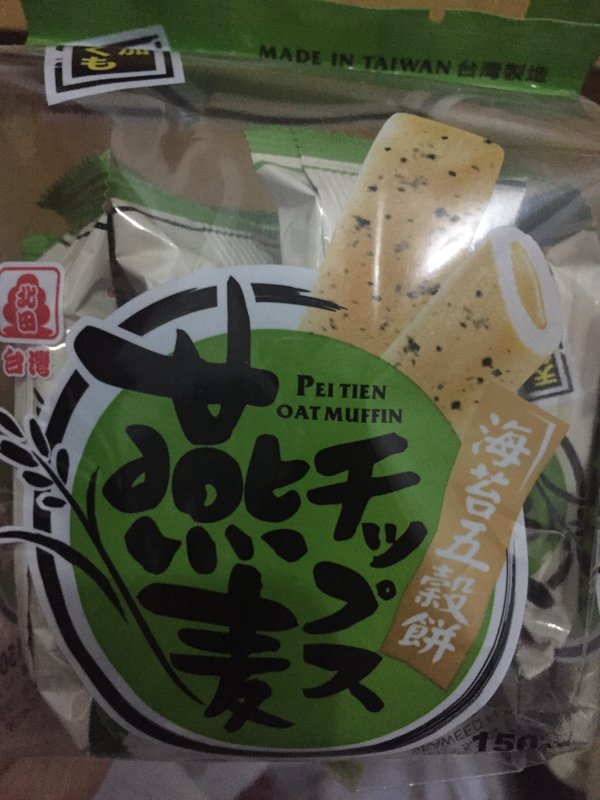 MADE IN TAIWAN 台灣製造
北田
台灣
PEI TIEN
OAT MUFFIN
燕麥
チップス
海苔五穀餅
150